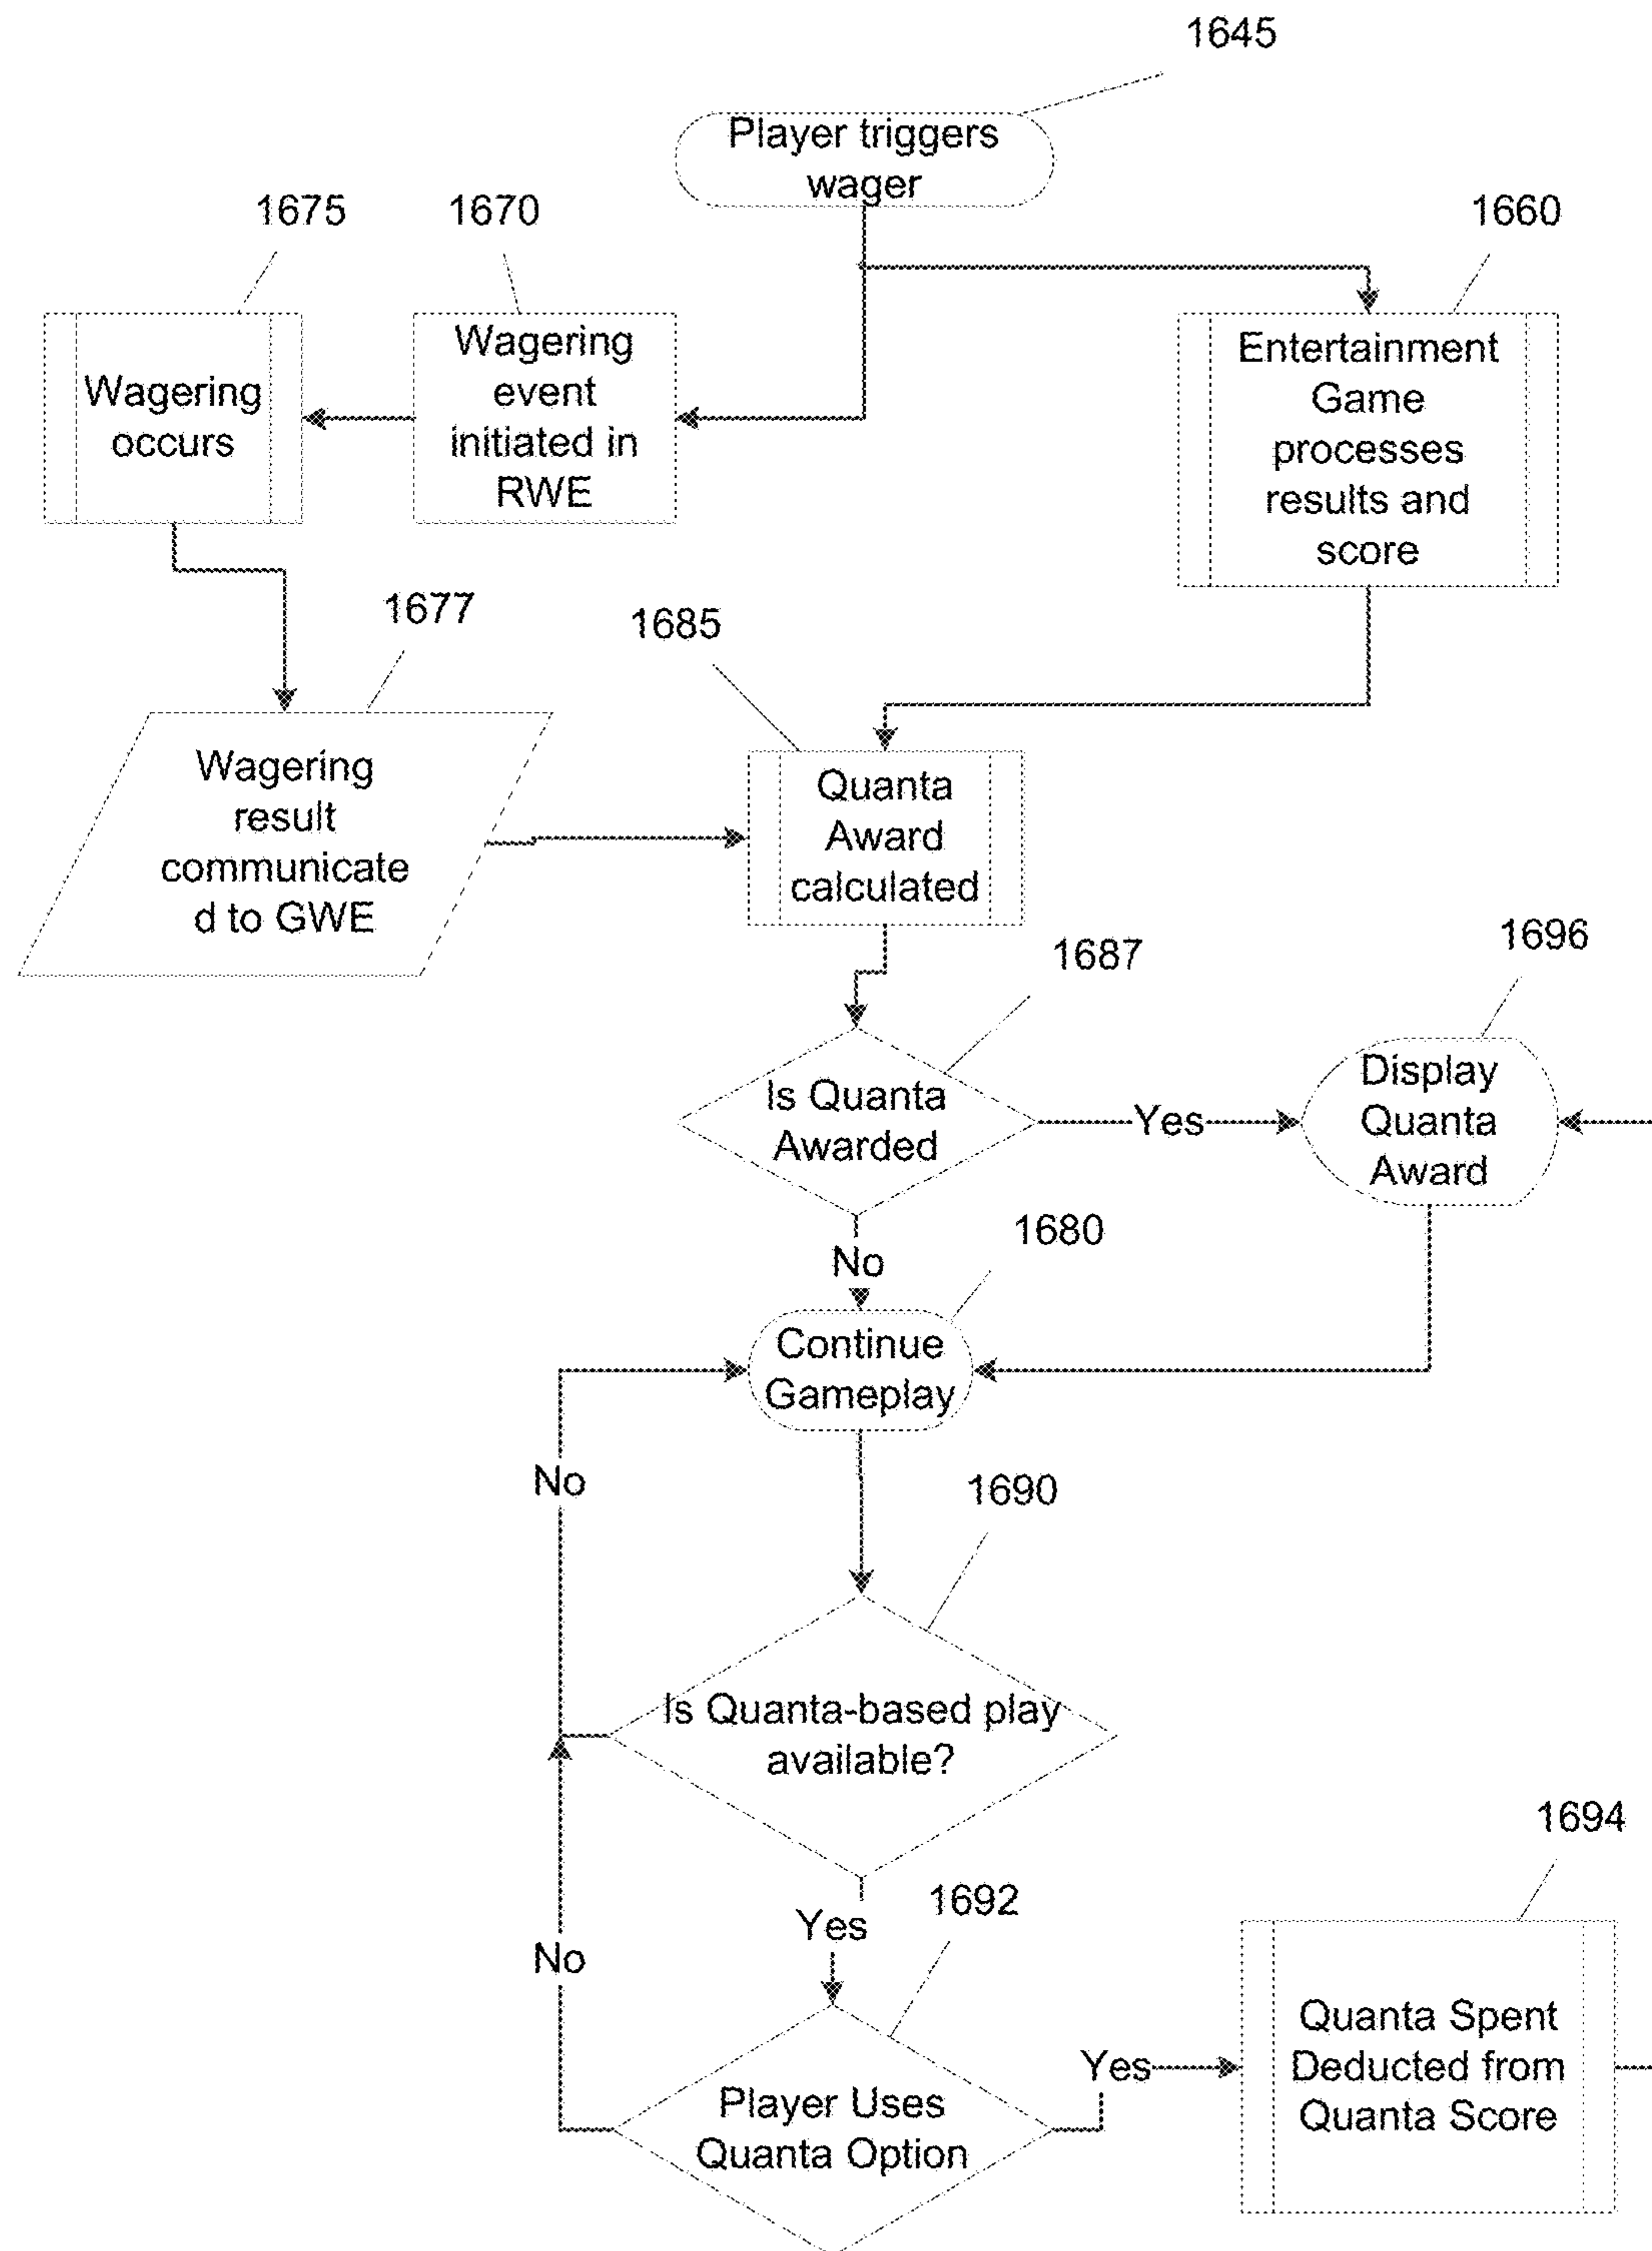 1645
Player triggers
wager
1675
1670
1660
Wagering
occurs
Wagering
event
initiated in
RWE
Entertainment
Game
processes
results and
score
1677
1685
Wagering
result
communicate
d to GWE
Quanta
Award
calculated
1687
1696
Is Quanta
Awarded
Yes
Display
Quanta
Award
No
1680
Continue
Gameplay
No
1690
Is Quanta-based play
available?
1694
Yes
1692
No
Player Uses
Quanta Option
Yes
Quanta Spent
Deducted from
Quanta Score